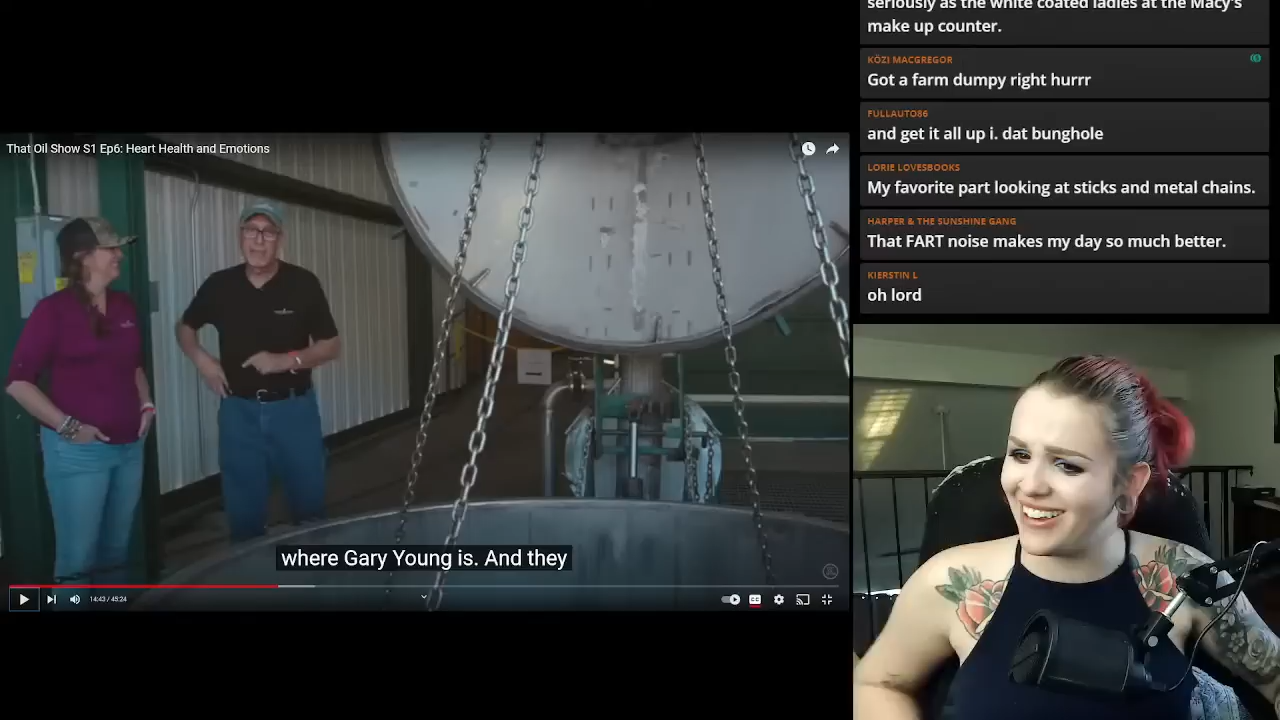 seriously as the white coated ladies at the Macy's
make up counter.
KÖZI MACGREGOR
Got a farm dumpy right hurrr
FULLAUTO86
and get it all up i. dat bunghole
LORIE LOVESBOOKS
My favorite part looking at sticks and metal chains.
HARPER & THE SUNSHINE GANG
That FART noise makes my day so much better.
KIERSTIN L
oh lord
That Oil Show S1 Ep6: Heart Health and Emotions
where Gary Young is. And they
14:43 / 45:24